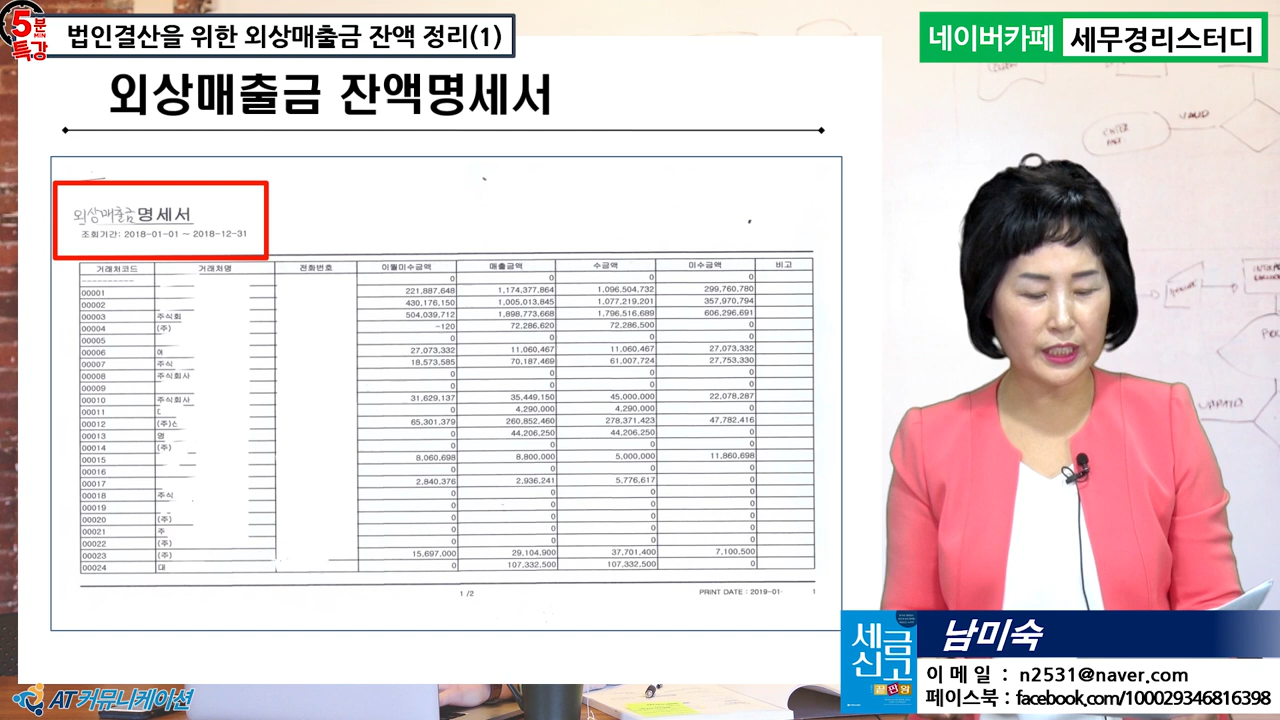 5분
MIN
특강
법인결산을 위한 외상매출금 잔액 정리(1)
네이버카페 세무경리스터디
외상매출금 잔액명세서
외상매출금명세서
조회기간: 2018-01-01 ~ 2018-12-31
거래처코드 거래처명 전화번호 이월미수금액 매출금액 수금액 미수금액 비고
---------- 0 0 0 0
00001 221,887,648 1,174,377,864 1,096,504,732 299,760,780
00002 430,176,150 1,005,013,845 1,077,219,201 357,970,794
00003 주식회 504,039,712 1,898,773,668 1,796,516,689 606,296,691
00004 (주) -120 72,286,620 72,286,500 0
00005 0 0 0 0
00006 에 27,073,332 11,060,467 11,060,467 27,073,332
00007 주식 18,573,585 70,187,469 61,007,724 27,753,330
00008 주식회사 0 0 0 0
00009 0 0 0 0
00010 주식회사 31,629,137 35,449,150 45,000,000 22,078,287
00011 0 4,290,000 4,290,000 0
00012 (주) 65,301,379 260,852,460 278,371,423 47,782,416
00013 명 0 44,206,250 44,206,250 0
00014 (주) 0 0 0 0
00015 8,060,698 8,800,000 5,000,000 11,860,698
00016 0 0 0 0
00017 2,840,376 2,936,241 5,776,617 0
00018 주식 0 0 0 0
00019 0 0 0 0
00020 (주) 0 0 0 0
00021 주 0 0 0 0
00022 (주) 0 0 0 0
00023 (주) 15,697,000 29,104,900 37,701,400 7,100,500
00024 대 0 107,332,500 107,332,500 0
1 /2 PRINT DATE : 2019-01- 1
VALID
ENTER
세금
신고
끝판왕
남미숙
이 메 일 : n2531@naver.com
페이스북 : facebook.com/100029346816398
AT커뮤니케이션